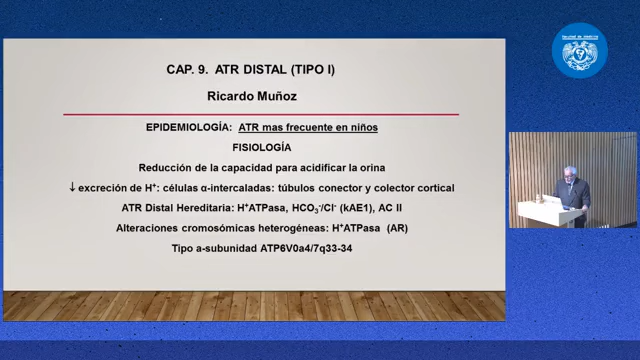 CAP. 9. ATR DISTAL (TIPO I)
Ricardo Muñoz
EPIDEMIOLOGÍA: ATR mas frecuente en niños
FISIOLOGÍA
Reducción de la capacidad para acidificar la orina
↓ excreción de H⁺: células α-intercaladas: túbulos conector y colector cortical
ATR Distal Hereditaria: H⁺ATPasa, HCO₃⁻/Cl⁻ (kAE1), AC II
Alteraciones cromosómicas heterogéneas: H⁺ATPasa (AR)
Tipo a-subunidad ATP6V0a4/7q33-34